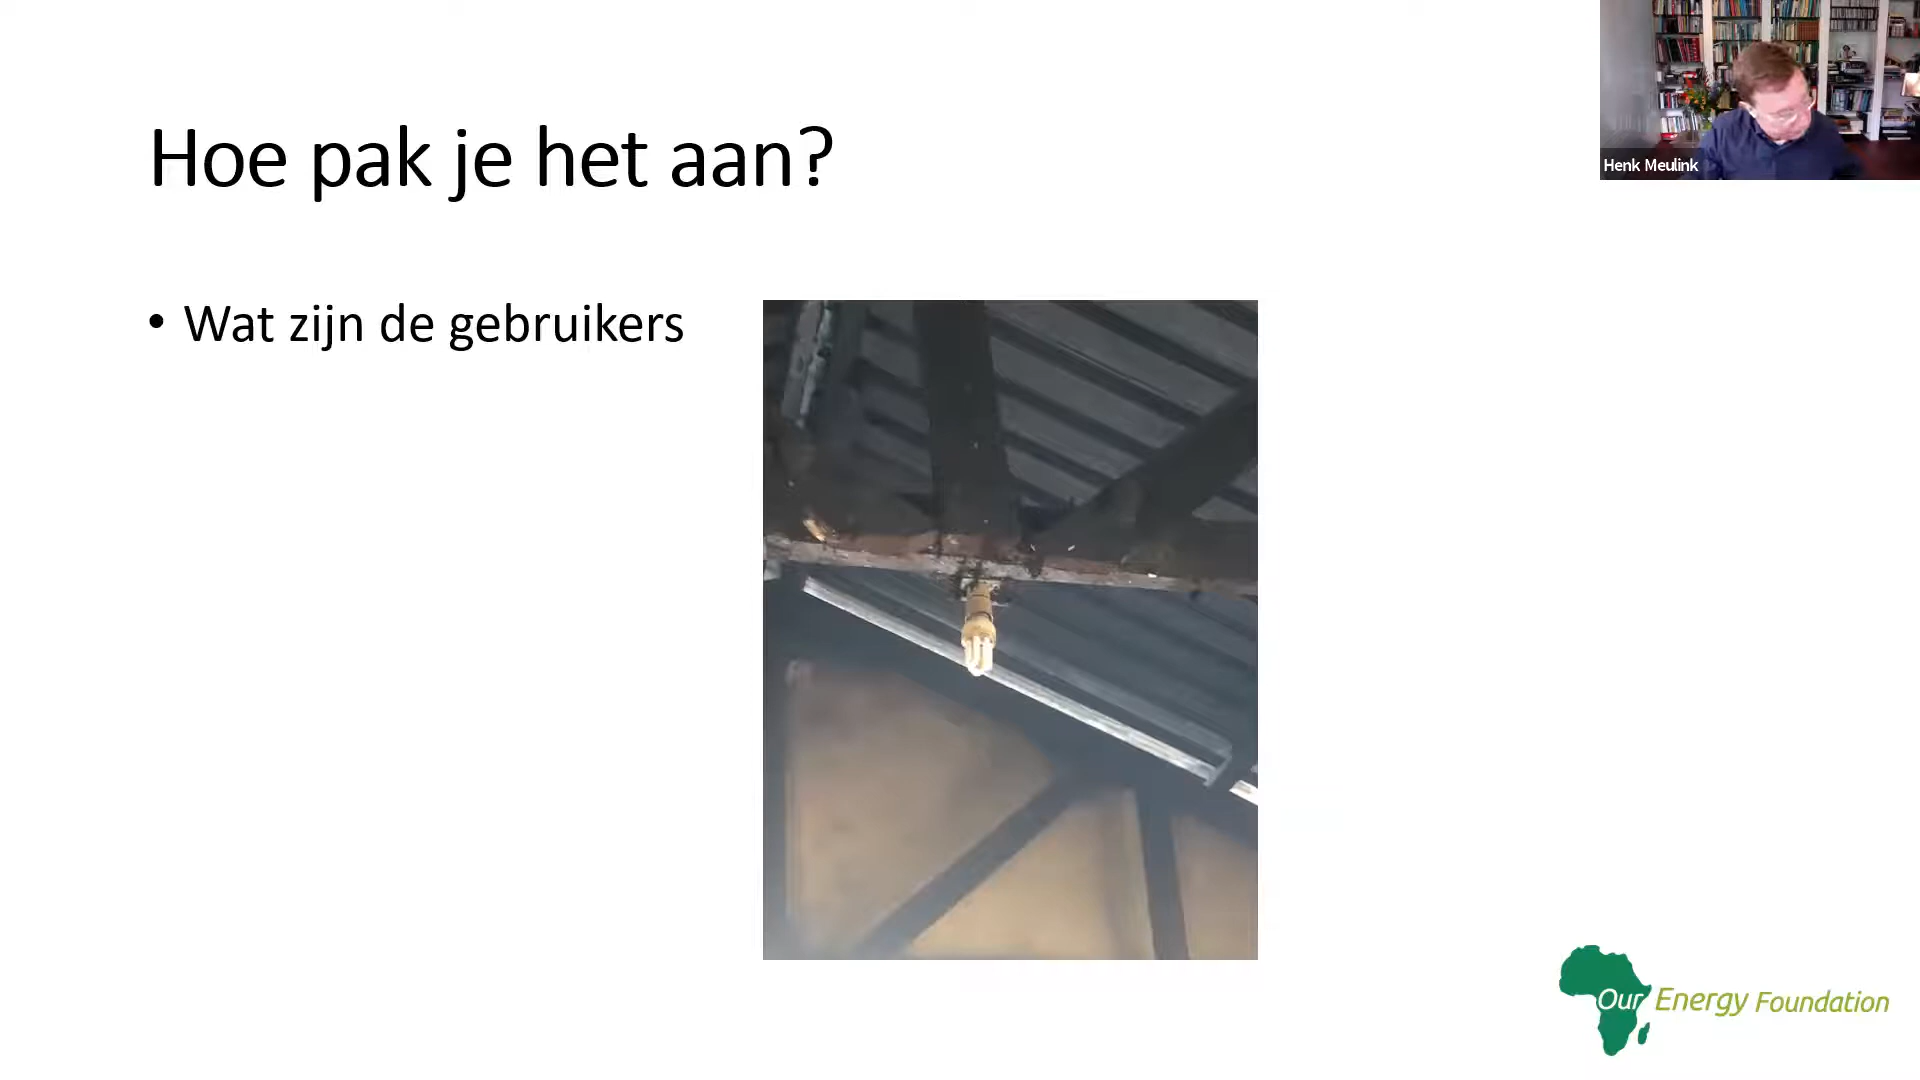 Hoe pak je het aan?
Henk Meulink
• Wat zijn de gebruikers
Our Energy Foundation